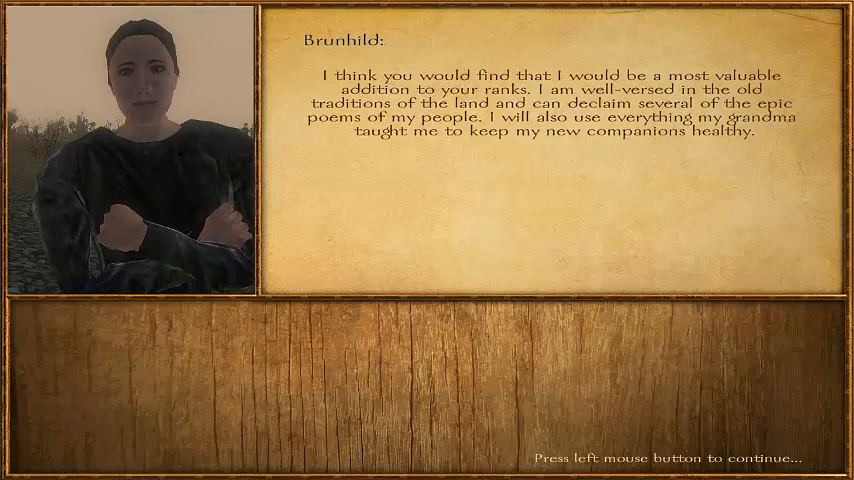 Brunhild:
I think you would find that I would be a most valuable
addition to your ranks. I am well-versed in the old
traditions of the land and can declaim several of the epic
poems of my people. I will also use everything my grandma
taught me to keep my new companions healthy.
Press left mouse button to continue...